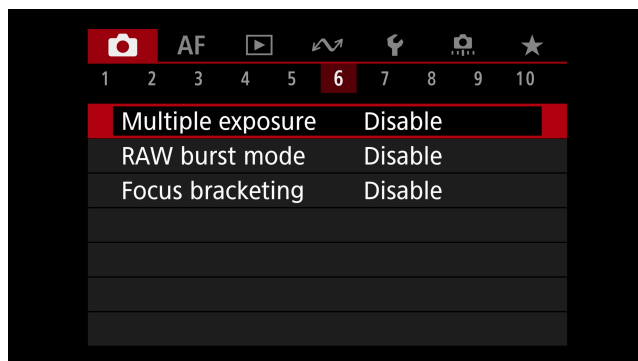 AF
1 2 3 4 5 6 7 8 9 10
Multiple exposure Disable
RAW burst mode Disable
Focus bracketing Disable